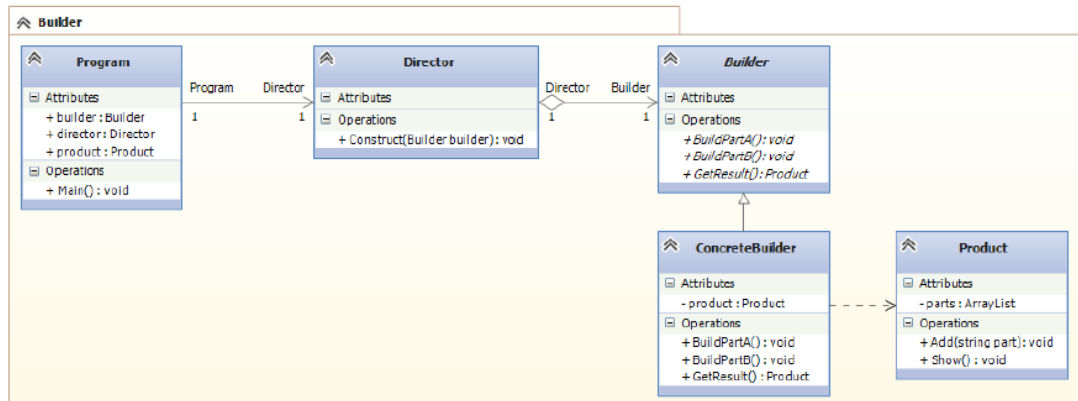 Builder
Program
Attributes
+ builder : Builder
+ director : Director
+ product : Product
Operations
+ Main() : void
Program Director
1 1
Director
Attributes
Operations
+ Construct(Builder builder) : void
Director Builder
1 1
Builder
Attributes
Operations
+ BuildPartA() : void
+ BuildPartB() : void
+ GetResult() : Product
ConcreteBuilder
Attributes
- product : Product
Operations
+ BuildPartA() : void
+ BuildPartB() : void
+ GetResult() : Product
Product
Attributes
- parts : ArrayList
Operations
+ Add(string part) : void
+ Show() : void